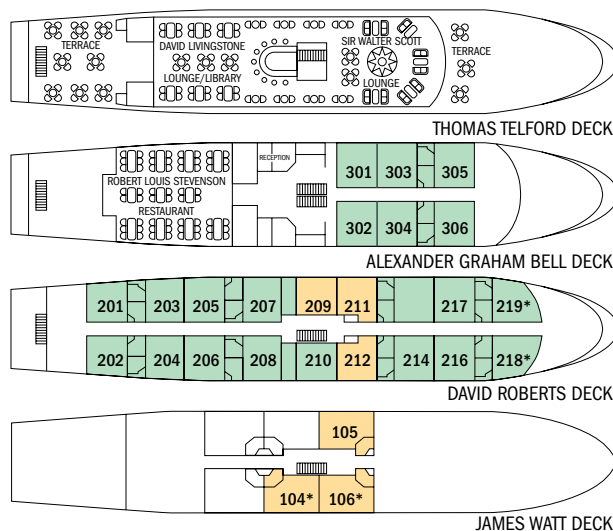 TERRACE
DAVID LIVINGSTONE
LOUNGE/LIBRARY
SIR WALTER SCOTT
LOUNGE
TERRACE
THOMAS TELFORD DECK
ROBERT LOUIS STEVENSON
RESTAURANT
RECEPTION
301 303 305
302 304 306
ALEXANDER GRAHAM BELL DECK
201 203 205 207 209 211 217 219*
202 204 206 208 210 212 214 216 218*
DAVID ROBERTS DECK
105
104* 106*
JAMES WATT DECK